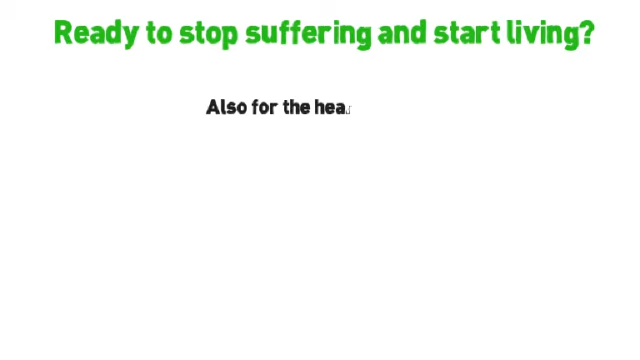 Ready to stop suffering and start living?
Also for the hea